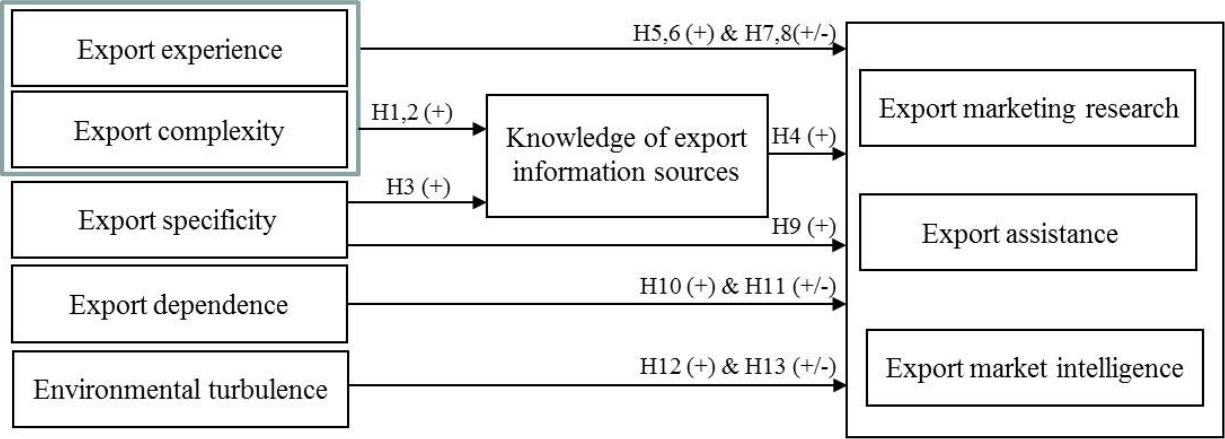 Export experience
Export complexity
Export specificity
Export dependence
Environmental turbulence
H1,2 (+)
H3 (+)
Knowledge of export
information sources
H5,6 (+) & H7,8(+/-)
H4 (+)
H9 (+)
H10 (+) & H11 (+/-)
H12 (+) & H13 (+/-)
Export marketing research
Export assistance
Export market intelligence